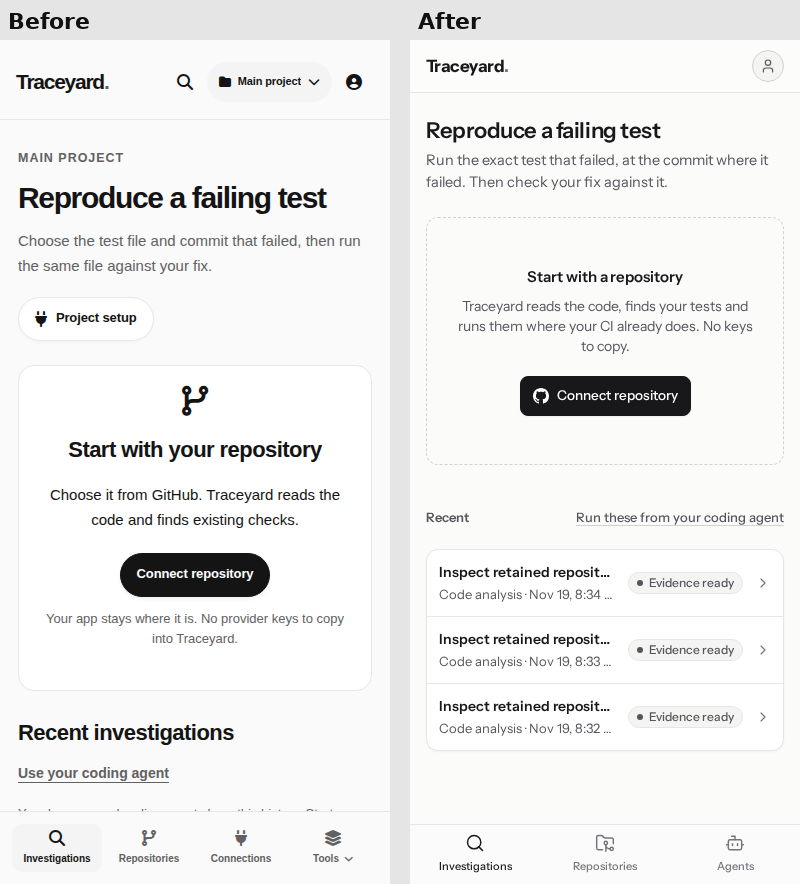 Before
Traceyard.
Main project
MAIN PROJECT
Reproduce a failing test
Choose the test file and commit that failed, then run
the same file against your fix.
Project setup
Start with your repository
Choose it from GitHub. Traceyard reads the
code and finds existing checks.
Connect repository
Your app stays where it is. No provider keys to copy
into Traceyard.
Recent investigations
Use your coding agent
Investigations
Repositories
Connections
Tools
After
Traceyard.
Reproduce a failing test
Run the exact test that failed, at the commit where it
failed. Then check your fix against it.
Start with a repository
Traceyard reads the code, finds your tests and
runs them where your CI already does. No keys
to copy.
Connect repository
Recent
Run these from your coding agent
Inspect retained reposit...
Evidence ready
Code analysis · Nov 19, 8:34 ...
Inspect retained reposit...
Evidence ready
Code analysis · Nov 19, 8:33 ...
Inspect retained reposit...
Evidence ready
Code analysis · Nov 19, 8:32 ...
Investigations
Repositories
Agents